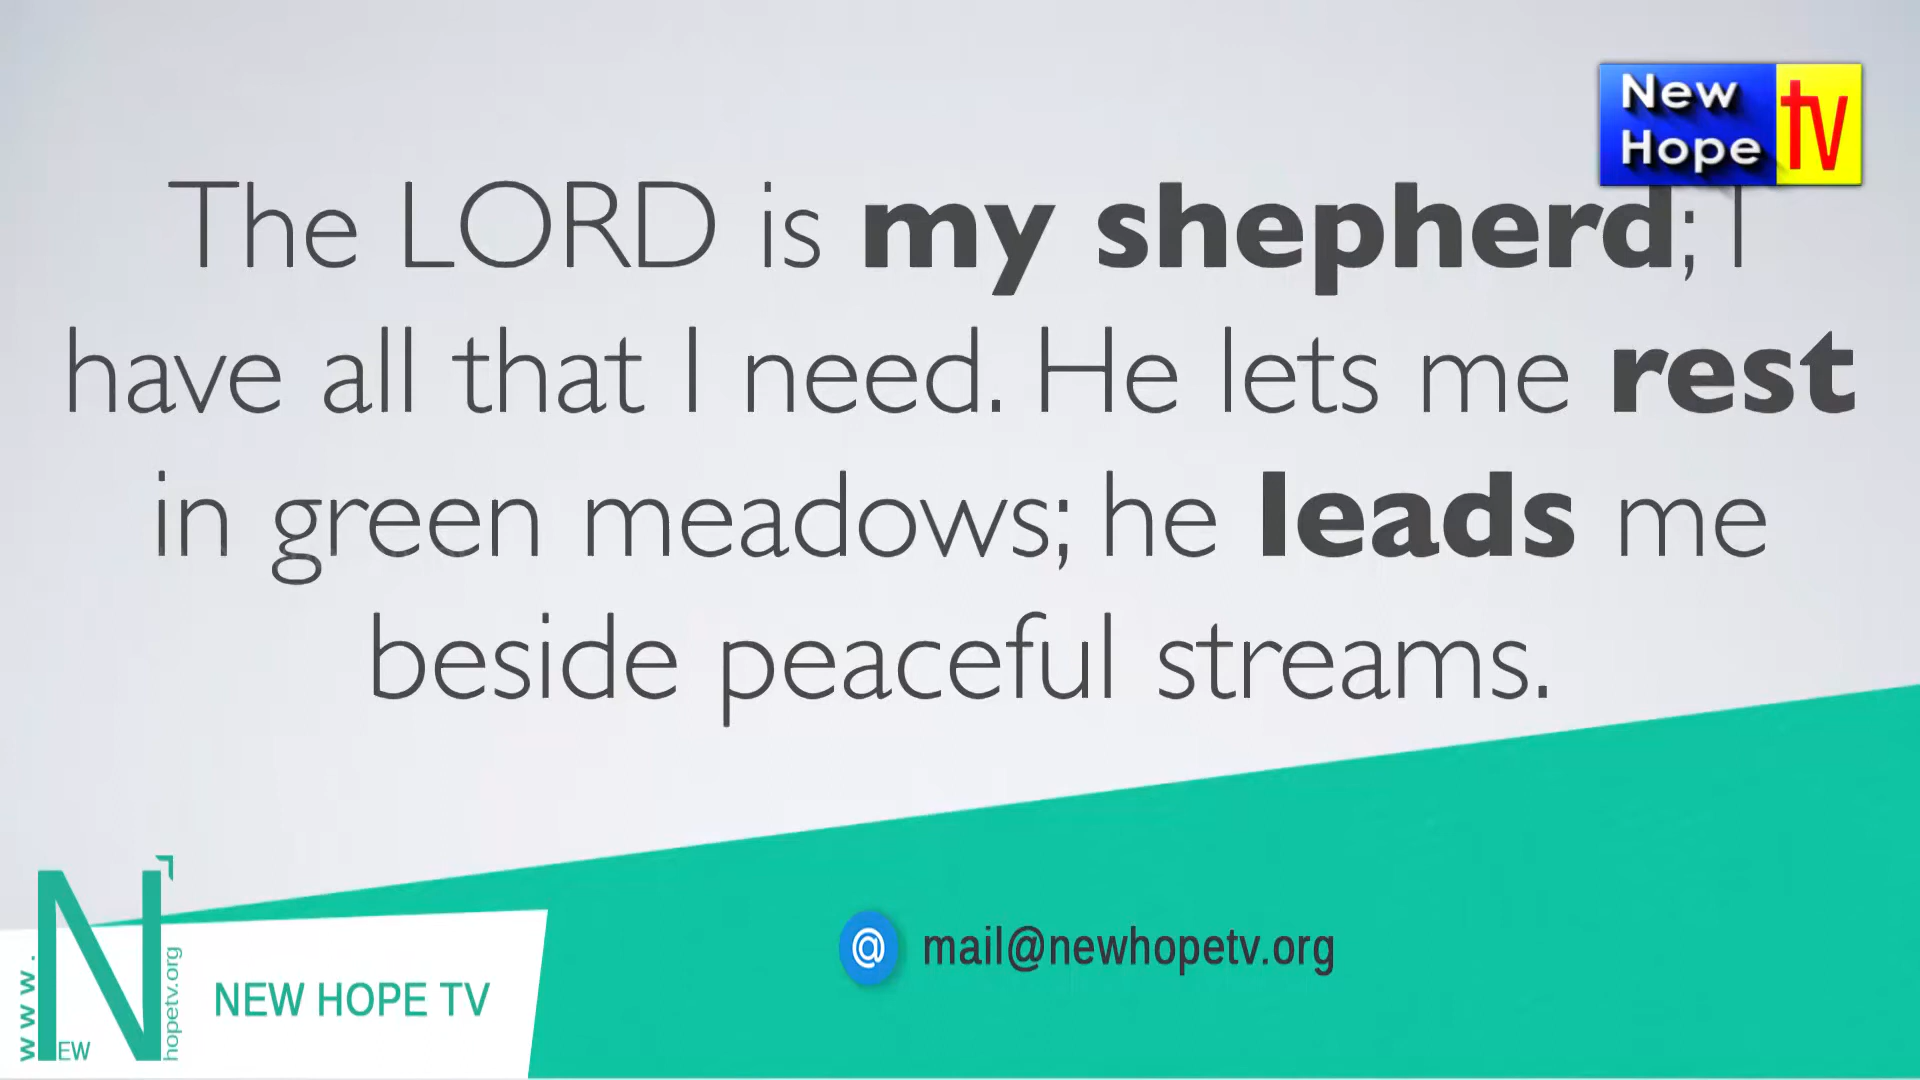 New
Hope
tv
The LORD is my shepherd; I
have all that I need. He lets me rest
in green meadows; he leads me
beside peaceful streams.
www.
N
EW
hopetv.org
NEW HOPE TV
@ mail@newhopetv.org